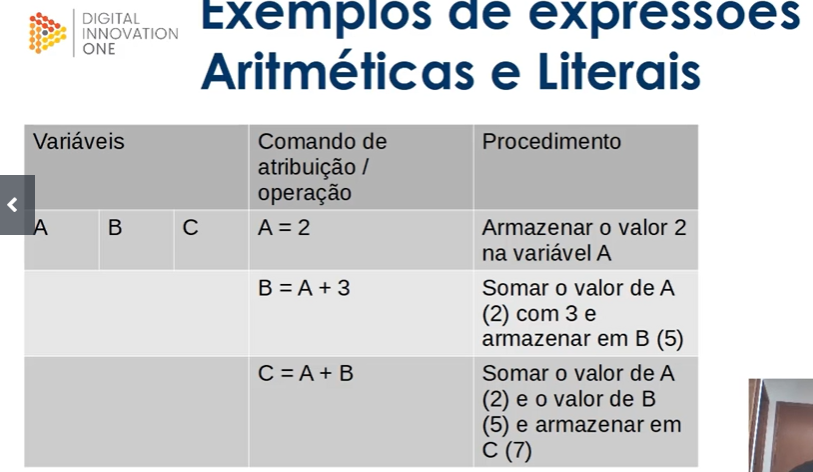 DIGITAL
INNOVATION
ONE
Exemplos de expressões
Aritméticas e Literais
Variáveis
Comando de
atribuição /
operação
Procedimento
A
B
C
A = 2
Armazenar o valor 2
na variável A
B = A + 3
Somar o valor de A
(2) com 3 e
armazenar em B (5)
C = A + B
Somar o valor de A
(2) e o valor de B
(5) e armazenar em
C (7)